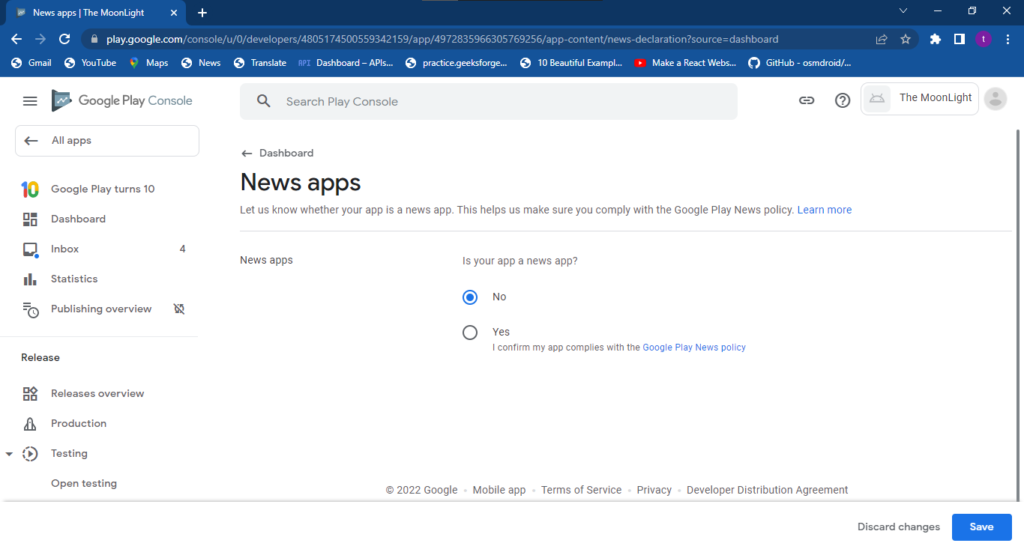 News apps | The MoonLight
play.google.com/console/u/0/developers/4805174500559342159/app/4972835966305769256/app-content/news-declaration?source=dashboard
t
Gmail YouTube Maps News Translate API Dashboard – APIs... practice.geeksforge... 10 Beautiful Exampl... Make a React Webs... GitHub - osmdroid/...
Google Play Console
Search Play Console
The MoonLight
All apps
Dashboard
News apps
Let us know whether your app is a news app. This helps us make sure you comply with the Google Play News policy. Learn more
10 Google Play turns 10
Dashboard
Inbox 4
Statistics
Publishing overview
Release
Releases overview
Production
Testing
Open testing
News apps
Is your app a news app?
No
Yes
I confirm my app complies with the Google Play News policy
© 2022 Google • Mobile app • Terms of Service • Privacy • Developer Distribution Agreement
Discard changes Save